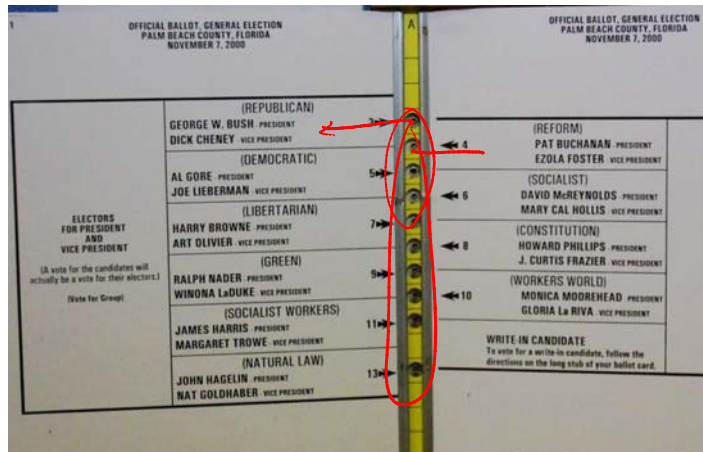 1
OFFICIAL BALLOT, GENERAL ELECTION
PALM BEACH COUNTY, FLORIDA
NOVEMBER 7, 2000
ELECTORS
FOR PRESIDENT
AND
VICE PRESIDENT
(A vote for the candidates will
actually be a vote for their electors.)
(Vote for Group)
(REPUBLICAN)
GEORGE W. BUSH - PRESIDENT
DICK CHENEY - VICE PRESIDENT
3
(DEMOCRATIC)
AL GORE - PRESIDENT
JOE LIEBERMAN - VICE PRESIDENT
5
(LIBERTARIAN)
HARRY BROWNE - PRESIDENT
ART OLIVIER - VICE PRESIDENT
7
(GREEN)
RALPH NADER - PRESIDENT
WINONA LaDUKE - VICE PRESIDENT
9
(SOCIALIST WORKERS)
JAMES HARRIS - PRESIDENT
MARGARET TROWE - VICE PRESIDENT
11
(NATURAL LAW)
JOHN HAGELIN - PRESIDENT
NAT GOLDHABER - VICE PRESIDENT
13
A
OFFICIAL BALLOT, GENERAL ELECTION
PALM BEACH COUNTY, FLORIDA
NOVEMBER 7, 2000
(REFORM)
4 PAT BUCHANAN - PRESIDENT
EZOLA FOSTER - VICE PRESIDENT
(SOCIALIST)
6 DAVID McREYNOLDS - PRESIDENT
MARY CAL HOLLIS - VICE PRESIDENT
(CONSTITUTION)
8 HOWARD PHILLIPS - PRESIDENT
J. CURTIS FRAZIER - VICE PRESIDENT
(WORKERS WORLD)
10 MONICA MOOREHEAD - PRESIDENT
GLORIA La RIVA - VICE PRESIDENT
WRITE-IN CANDIDATE
To vote for a write-in candidate, follow the
directions on the long stub of your ballot card.